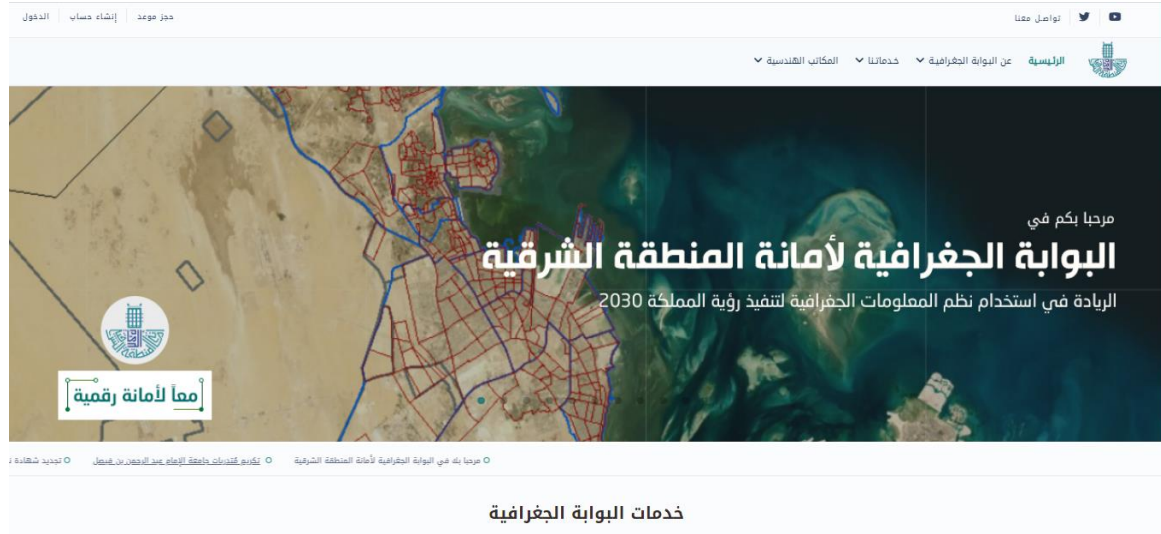 تواصل معنا
حجز موعد
إنشاء حساب
الدخول
الرئيسية
عن البوابة الجغرافية
خدماتنا
المكاتب الهندسية
مرحبا بكم في
البوابة الجغرافية لأمانة المنطقة الشرقية
الريادة في استخدام نظم المعلومات الجغرافية لتنفيذ رؤية المملكة 2030
معاً لأمانة رقمية
مرحبا بك في البوابة الجغرافية لأمانة المنطقة الشرقية
تكريم مُتدربات جامعة الإمام عبد الرحمن بن فيصل
تجديد شهادة
خدمات البوابة الجغرافية